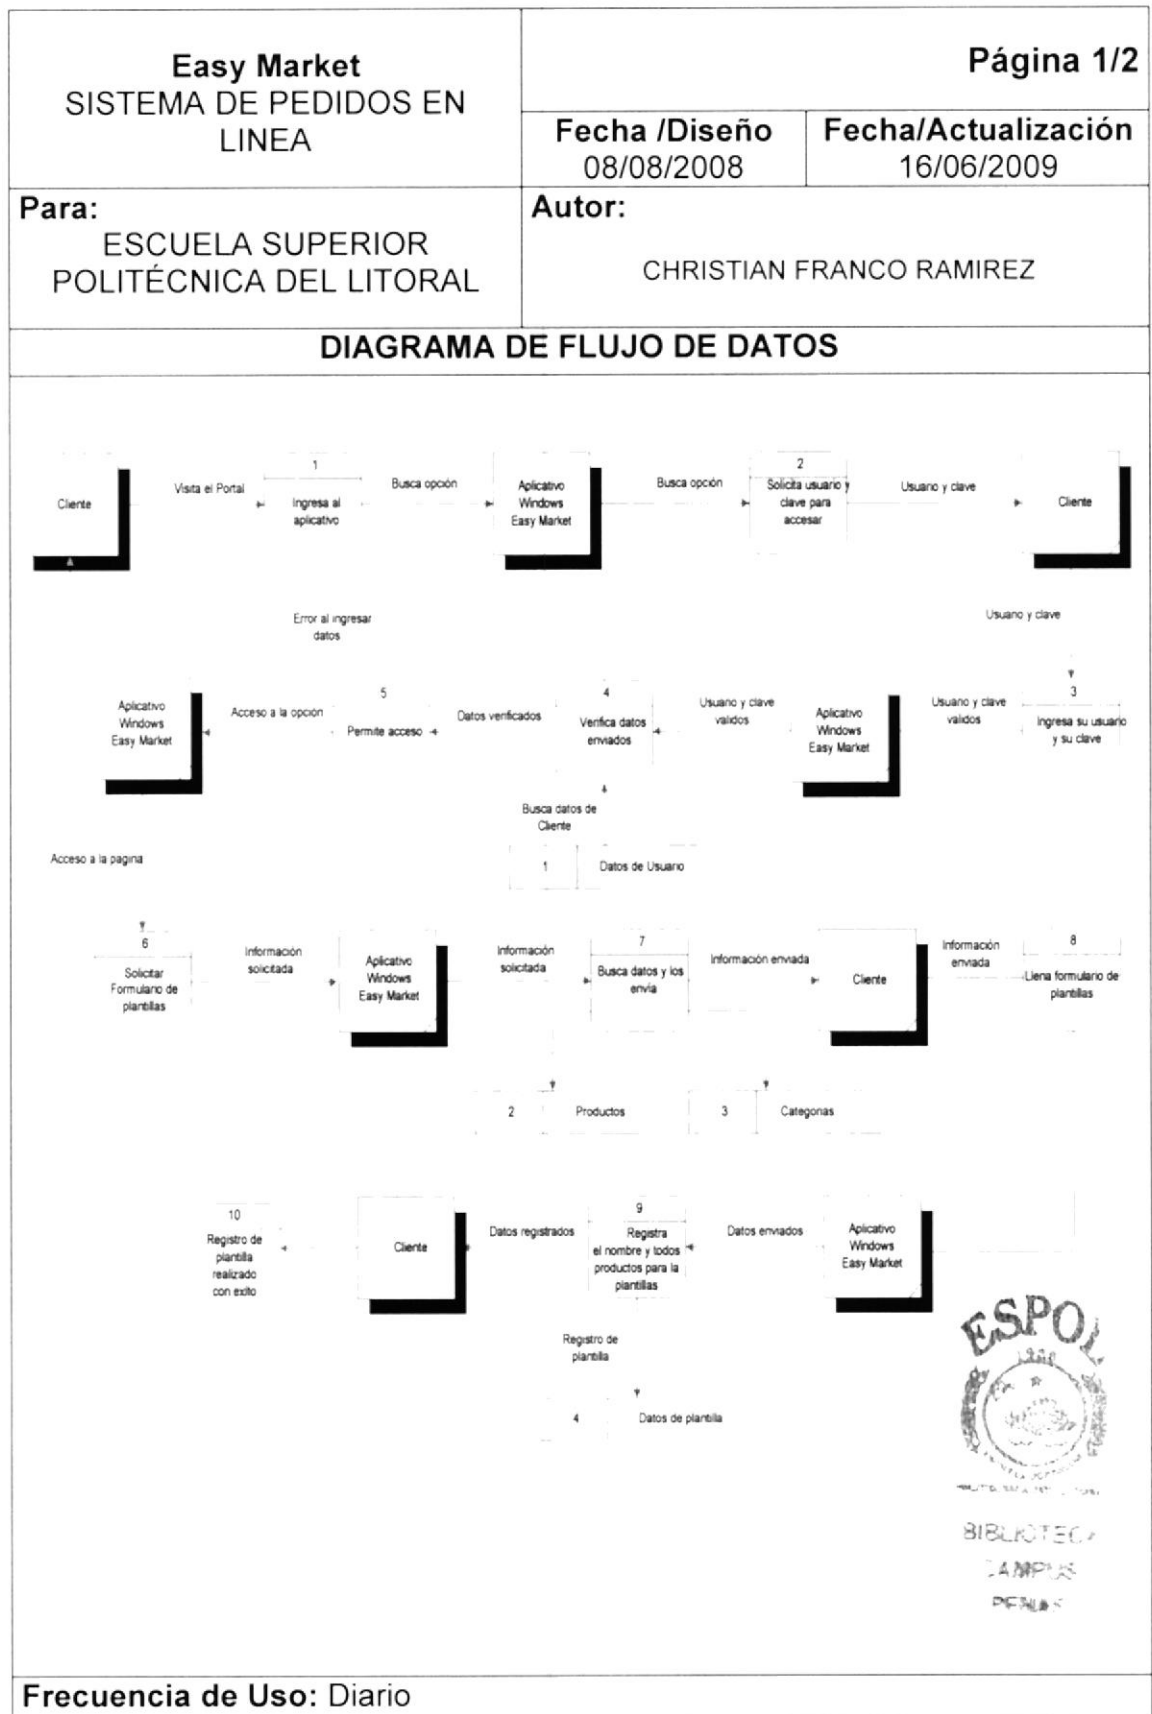 Easy Market
SISTEMA DE PEDIDOS EN
LINEA
Página 1/2
Fecha /Diseño
08/08/2008
Fecha/Actualización
16/06/2009
Para:
ESCUELA SUPERIOR
POLITÉCNICA DEL LITORAL
Autor:
CHRISTIAN FRANCO RAMIREZ
DIAGRAMA DE FLUJO DE DATOS
Cliente
Visita el Portal
1
Ingresa al
aplicativo
Busca opción
Aplicativo
Windows
Easy Market
Busca opción
2
Solicita usuario y
clave para
accesar
Usuario y clave
Cliente
Error al ingresar
datos
Usuario y clave
Aplicativo
Windows
Easy Market
Acceso a la opción
5
Permite acceso
Datos verificados
4
Verifica datos
enviados
Usuario y clave
validos
Aplicativo
Windows
Easy Market
Usuario y clave
validos
3
Ingresa su usuario
y su clave
Busca datos de
Cliente
1
Datos de Usuario
Acceso a la pagina
6
Solicitar
Formulario de
plantillas
Información
solicitada
Aplicativo
Windows
Easy Market
Información
solicitada
7
Busca datos y los
envia
Información enviada
Cliente
Información
enviada
8
Llena formulario de
plantillas
2
Productos
3
Categorias
10
Registro de
plantilla
realizado
con exito
Cliente
Datos registrados
9
Registra
el nombre y todos
productos para la
plantillas
Datos enviados
Aplicativo
Windows
Easy Market
Registro de
plantilla
4
Datos de plantilla
ESPOL
BIBLIOTECA
CAMPUS
PEÑAS
Frecuencia de Uso: Diario